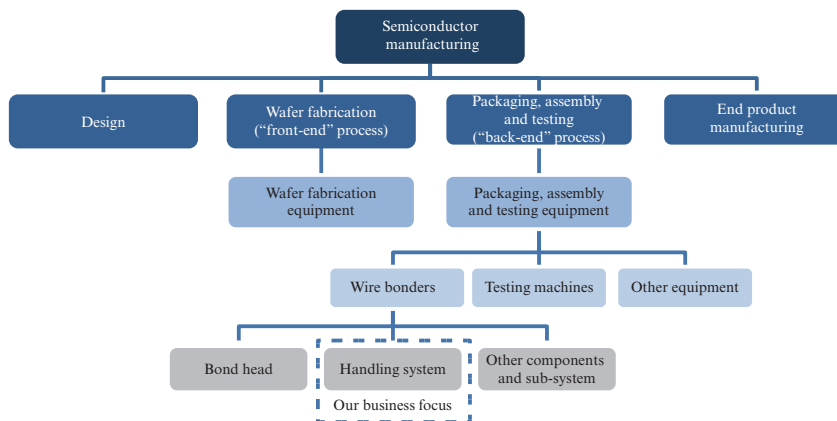 Semiconductor
manufacturing
Design
Wafer fabrication
(“front-end” process)
Packaging, assembly
and testing
(“back-end” process)
End product
manufacturing
Wafer fabrication
equipment
Packaging, assembly
and testing equipment
Wire bonders
Testing machines
Other equipment
Bond head
Handling system
Other components
and sub-system
Our business focus